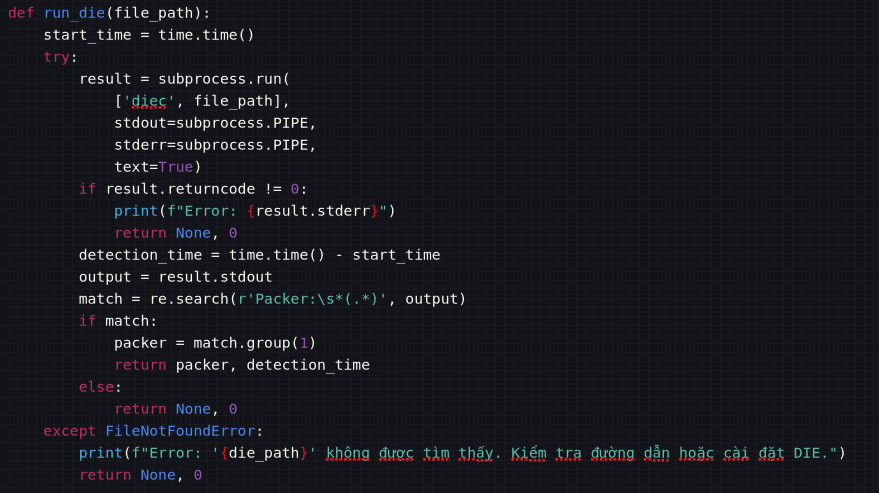 def run_die(file_path):
    start_time = time.time()
    try:
        result = subprocess.run(
            ['diec', file_path],
            stdout=subprocess.PIPE,
            stderr=subprocess.PIPE,
            text=True)
        if result.returncode != 0:
            print(f"Error: {result.stderr}")
            return None, 0
        detection_time = time.time() - start_time
        output = result.stdout
        match = re.search(r'Packer:\s*(.*)', output)
        if match:
            packer = match.group(1)
            return packer, detection_time
        else:
            return None, 0
    except FileNotFoundError:
        print(f"Error: '{die_path}' không được tìm thấy. Kiểm tra đường dẫn hoặc cài đặt DIE.")
        return None, 0